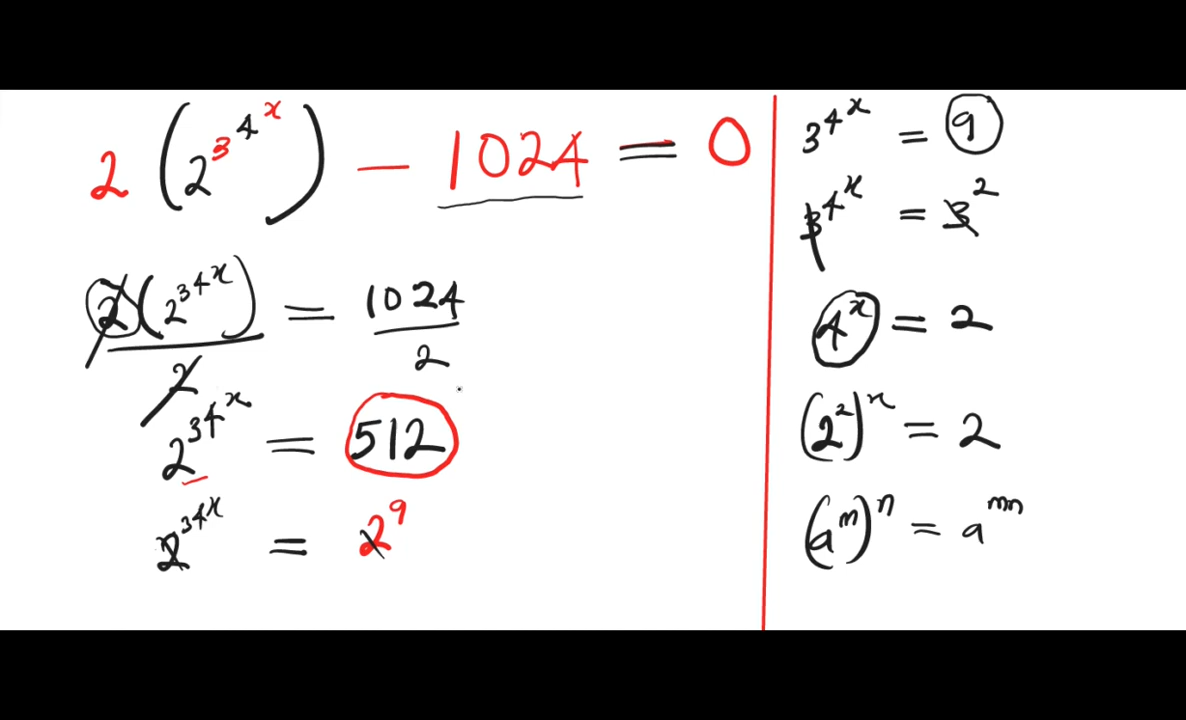 2 (2^3^4^x) - 1024 = 0
2(2^3^4^x) / 2 = 1024 / 2
2^3^4^x = 512
2^3^4^x = 2^9
3^4^x = 9
3^4^x = 3^2
4^x = 2
(2^2)^x = 2
(a^m)^n = a^mn